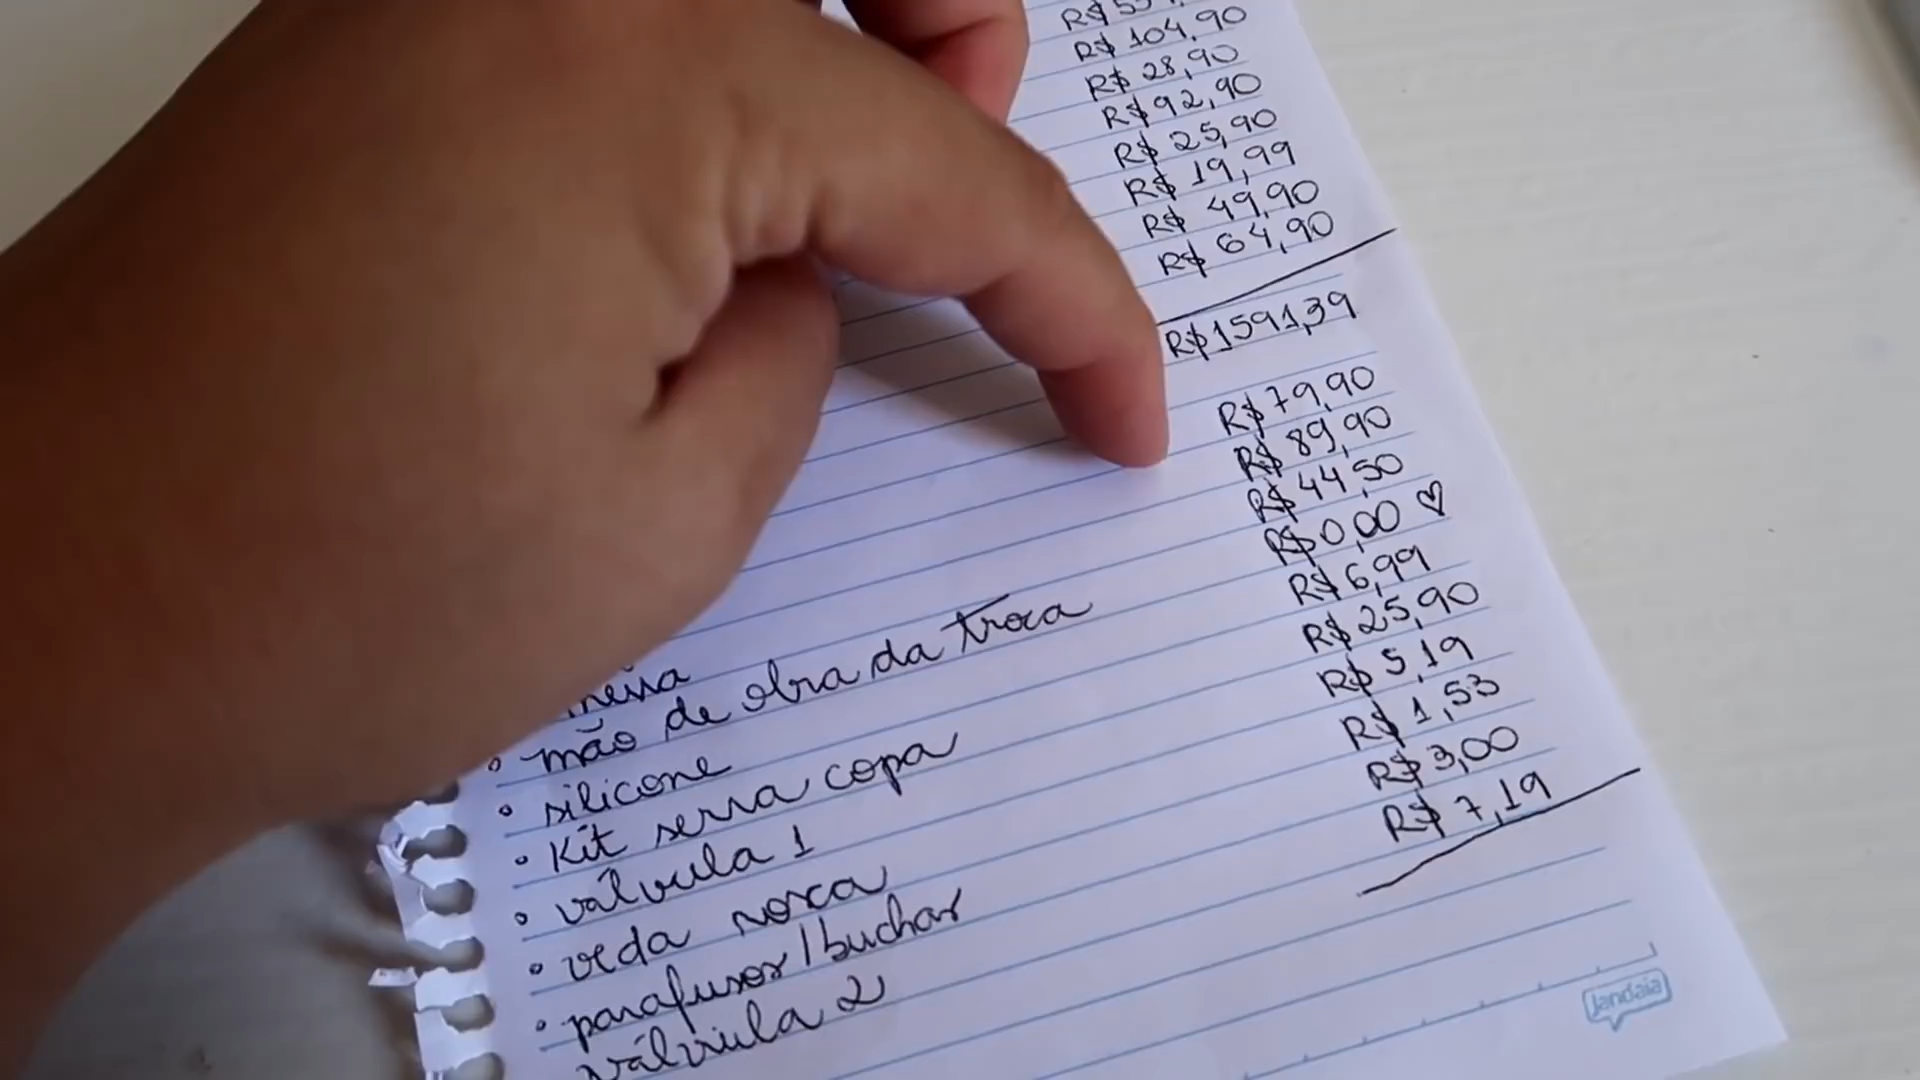 R$ 104,90
R$ 28,90
R$ 92,90
R$ 25,90
R$ 19,99
R$ 49,90
R$ 64,90
R$ 1591,39
R$ 79,90
R$ 89,90
R$ 44,50
R$ 0,00 ♡
• mão de obra da troca R$ 6,99
• silicone R$ 25,90
• Kit serra copa R$ 5,19
• válvula 1 R$ 1,53
• veda rosca R$ 3,00
• parafusos/buchas R$ 7,19
válvula 2
Jandaia